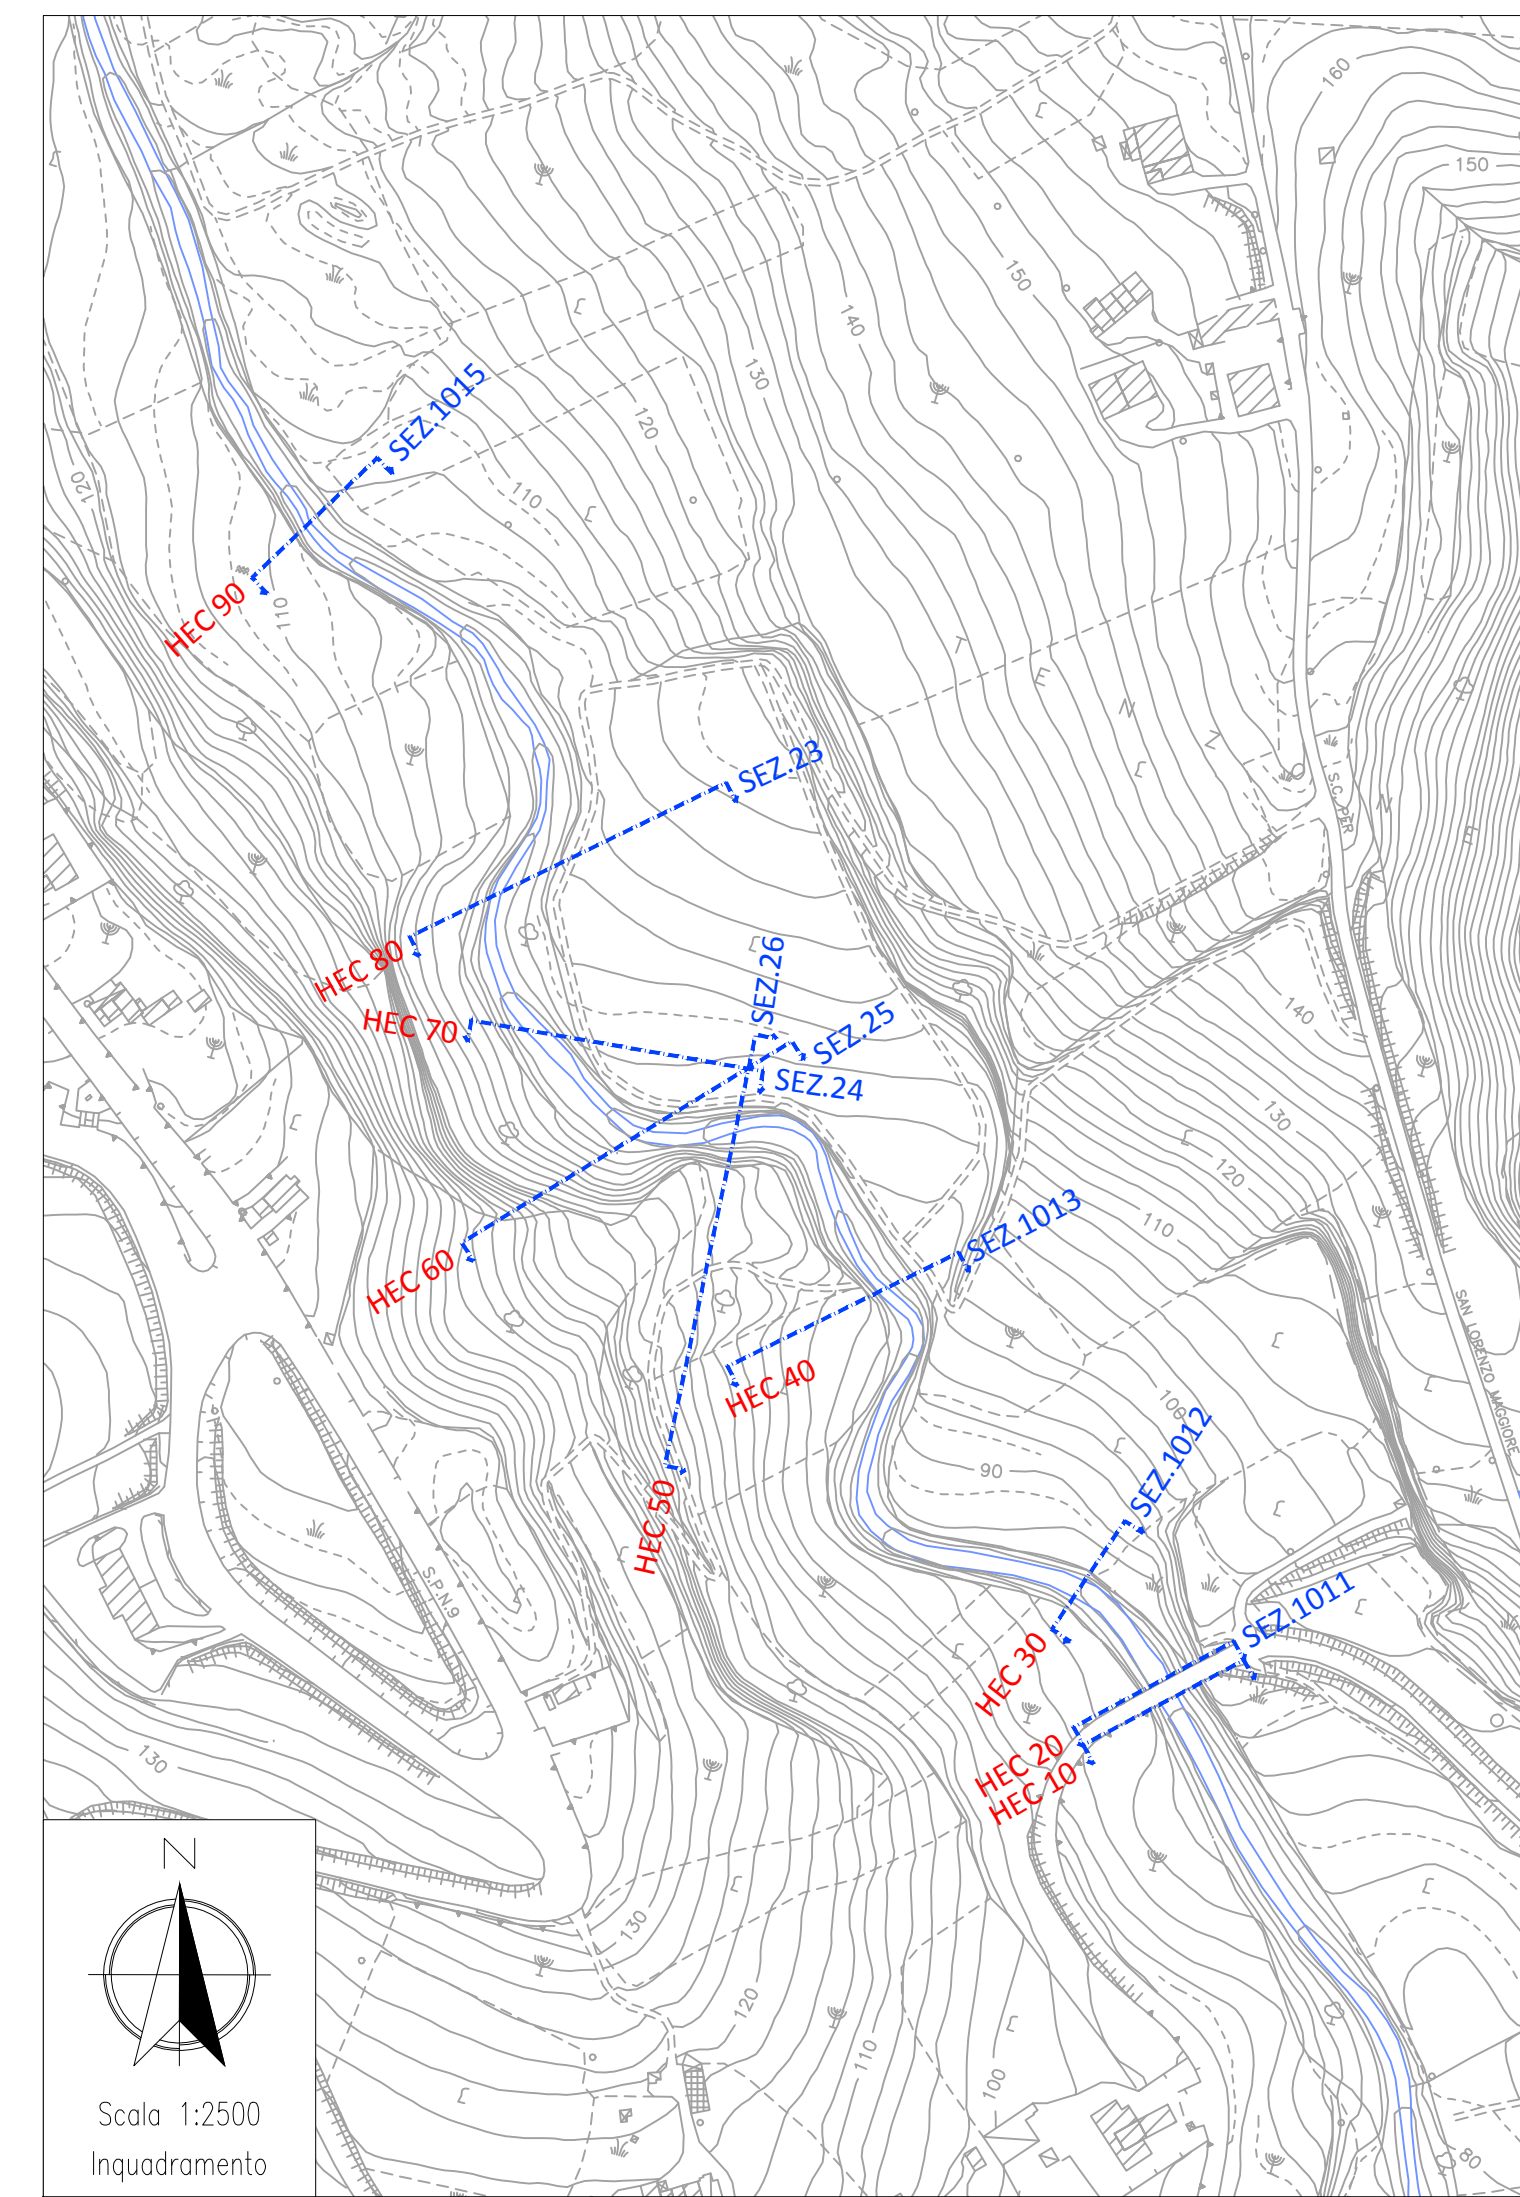 160
150
150
140
130
SEZ.1015
120
120
110
HEC 90
110
T
E
N
Z
N
E
SEZ.23
S.C. PER
HEC 80
SEZ.26
HEC 70
SEZ.25
140
SEZ.24
130
120
SEZ.1013
110
HEC 60
SAN LORENZO MAGGIORE
HEC 40
100
SEZ.1012
90
HEC 50
S.P.N.9
SEZ.1011
HEC 30
HEC 20
HEC 10
130
N
130
120
110
100
80
Scala 1:2500
Inquadramento